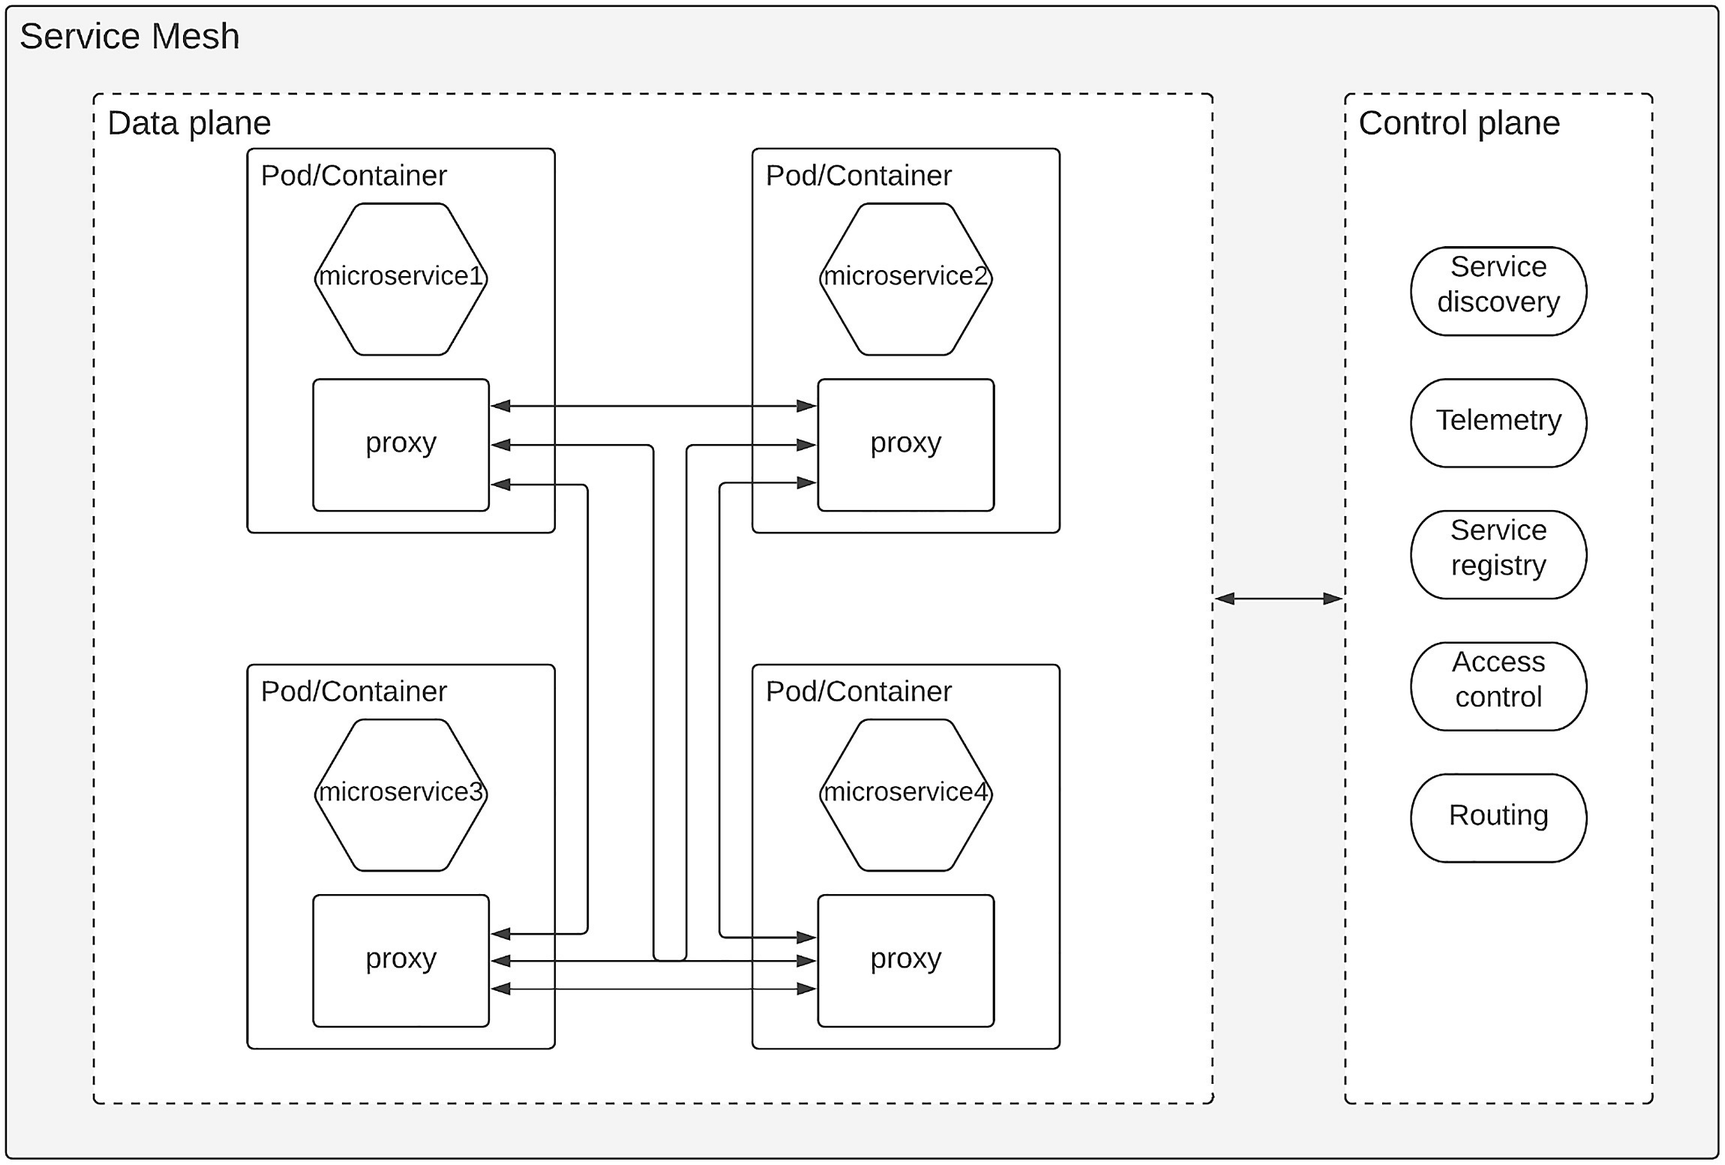 Service Mesh
Data plane
Pod/Container
microservice1
proxy
Pod/Container
microservice2
proxy
Pod/Container
microservice3
proxy
Pod/Container
microservice4
proxy
Control plane
Service
discovery
Telemetry
Service
registry
Access
control
Routing